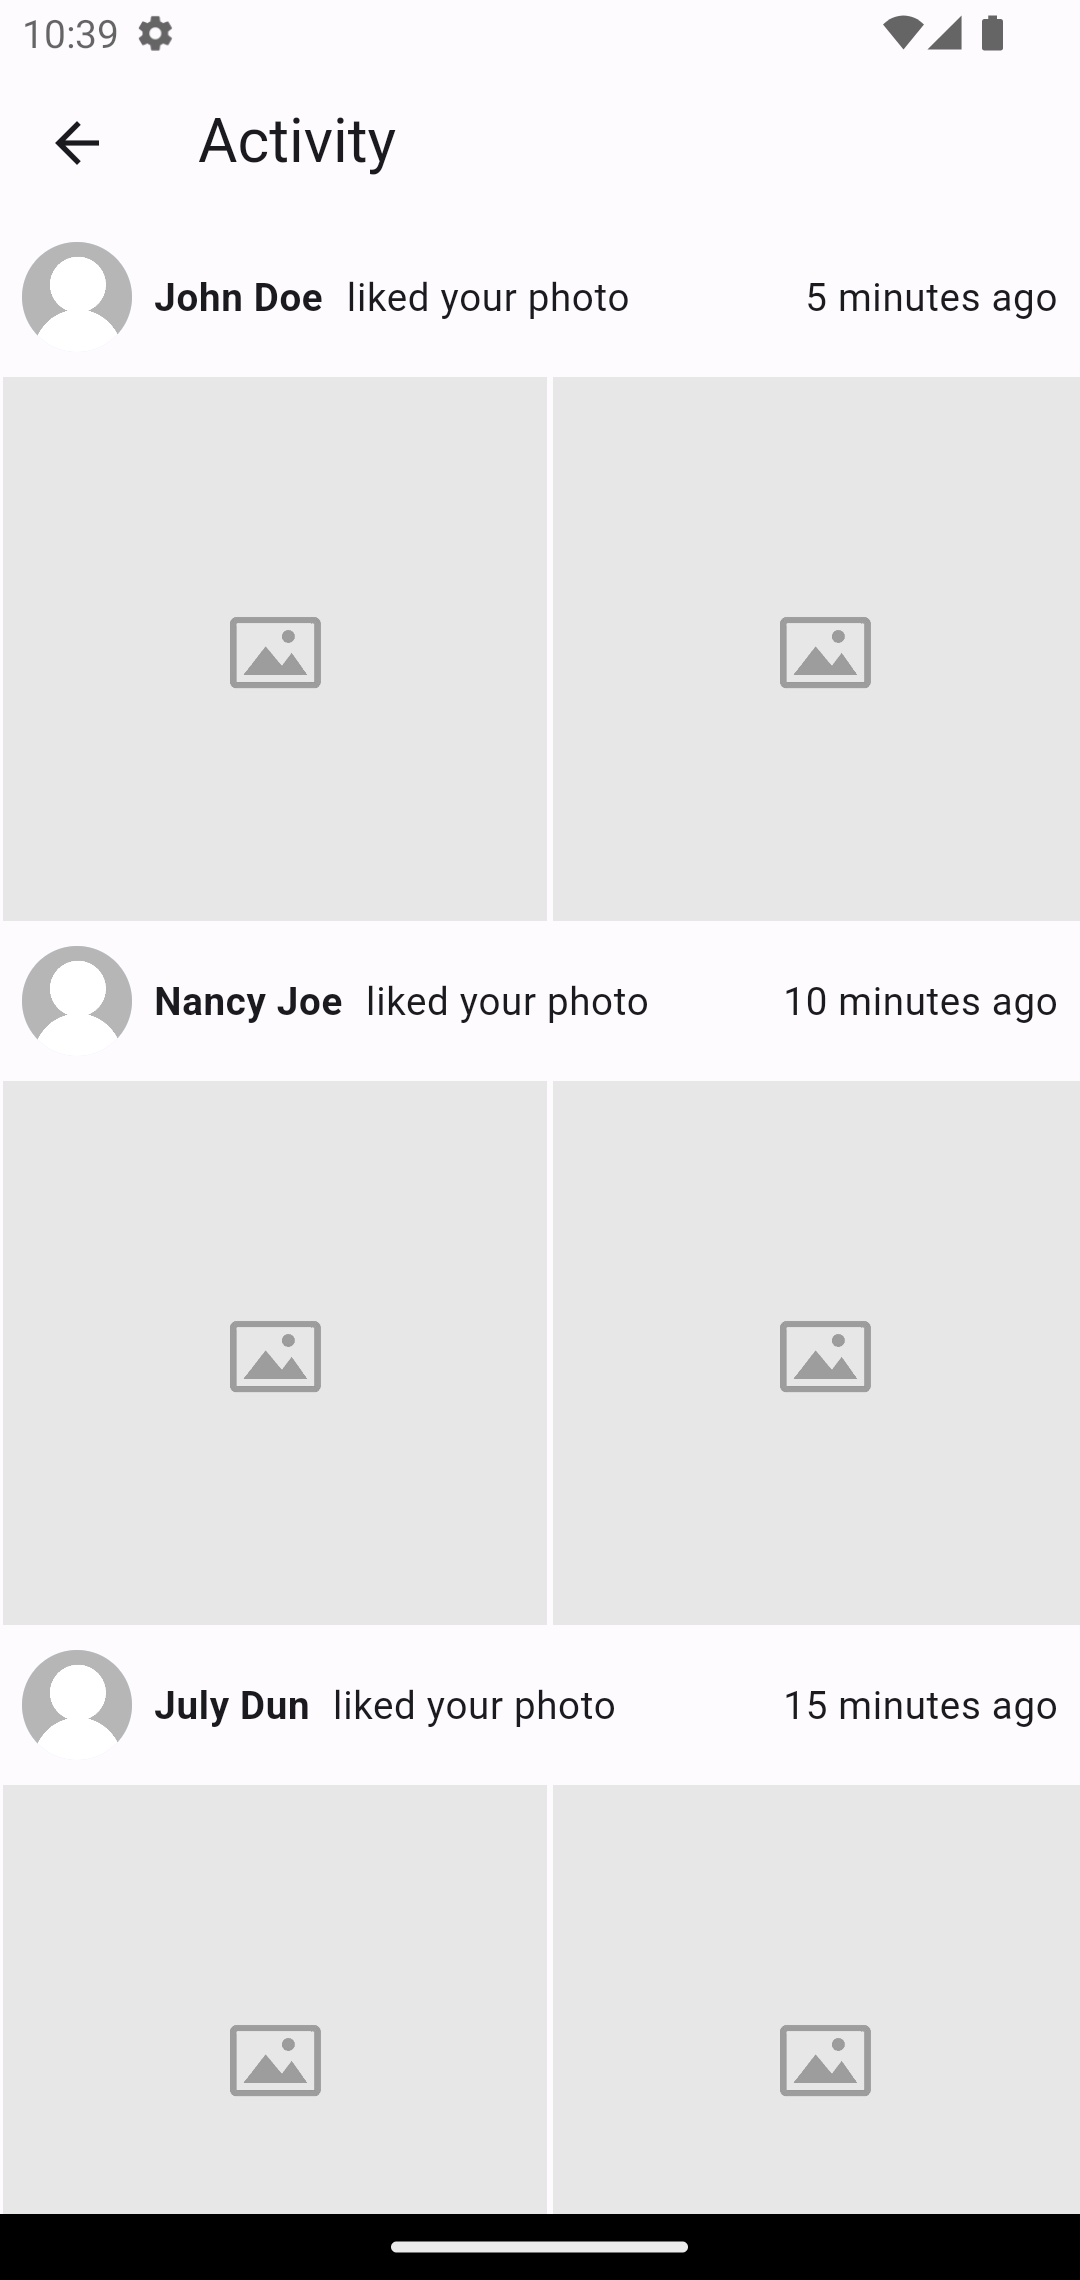 10:39
Activity
John Doe liked your photo 5 minutes ago
Nancy Joe liked your photo 10 minutes ago
July Dun liked your photo 15 minutes ago